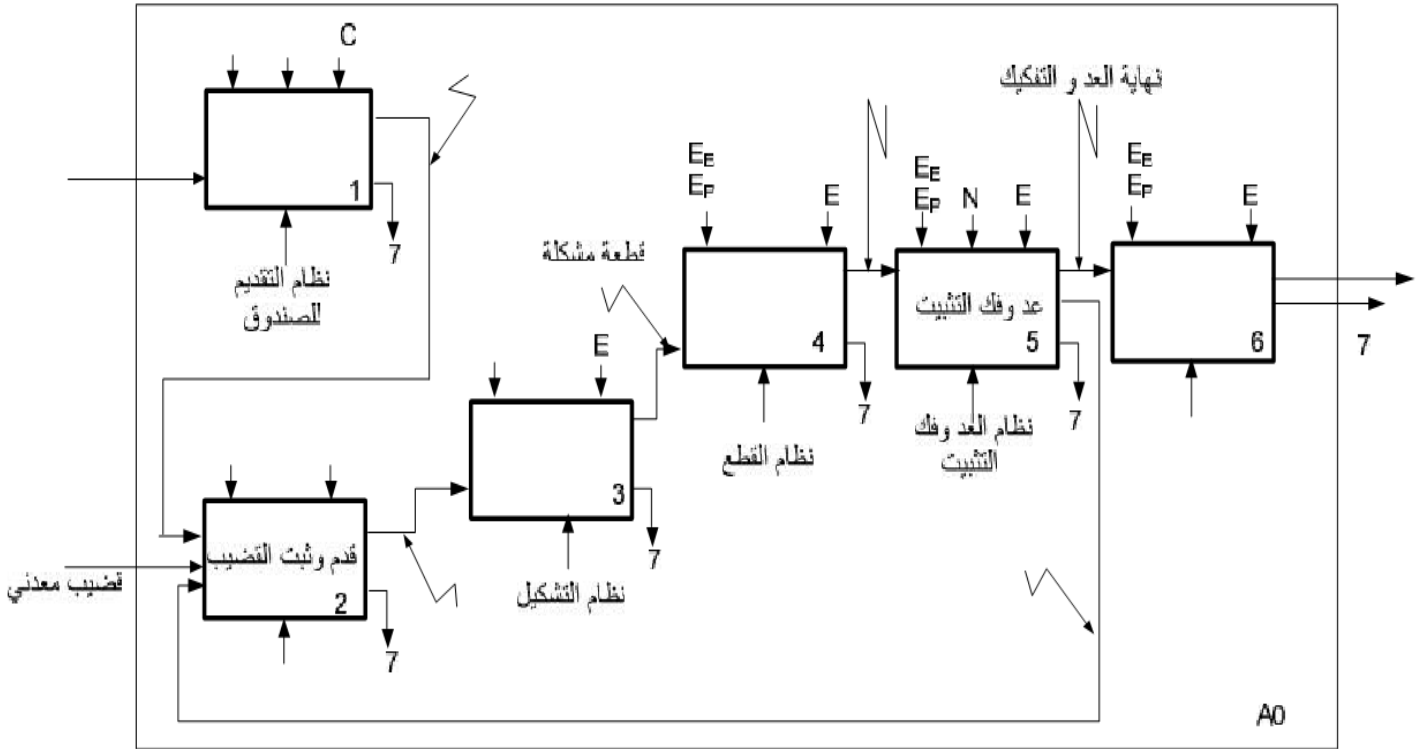 C
1
7
نظام التقديم
للصندوق
قضيب معدني
قدم وثبت القضيب
2
7
E
3
7
نظام التشكيل
قطعة مشكلة
E_E
E_P
E
4
7
نظام القطع
E_E
E_P
N
E
عد وفك التثبيت
5
7
نظام العد وفك
التثبيت
نهاية العد و التفكيك
E_E
E_P
E
6
7
A0